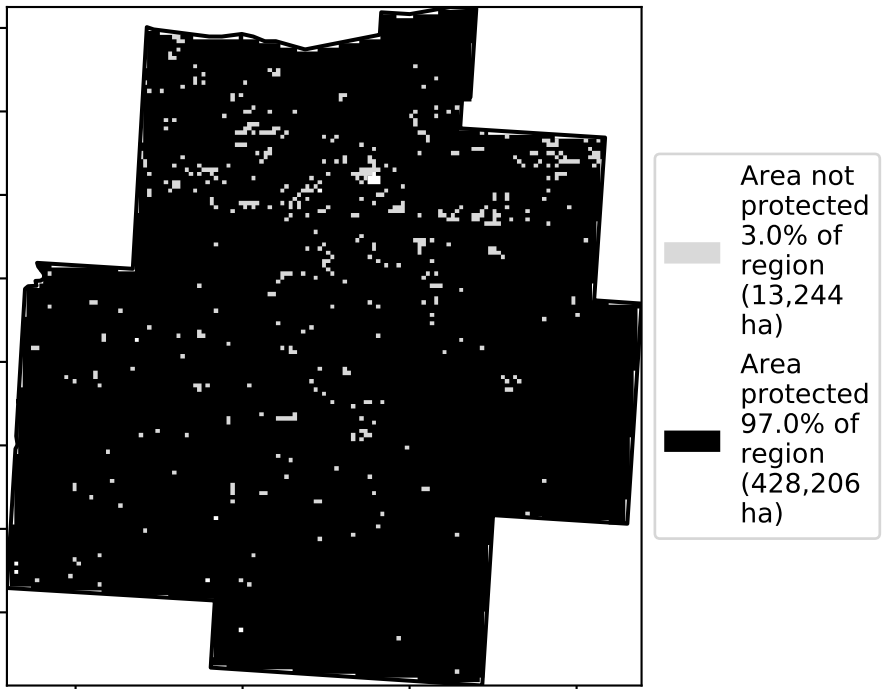 Area not
protected
3.0% of
region
(13,244
ha)
Area
protected
97.0% of
region
(428,206
ha)